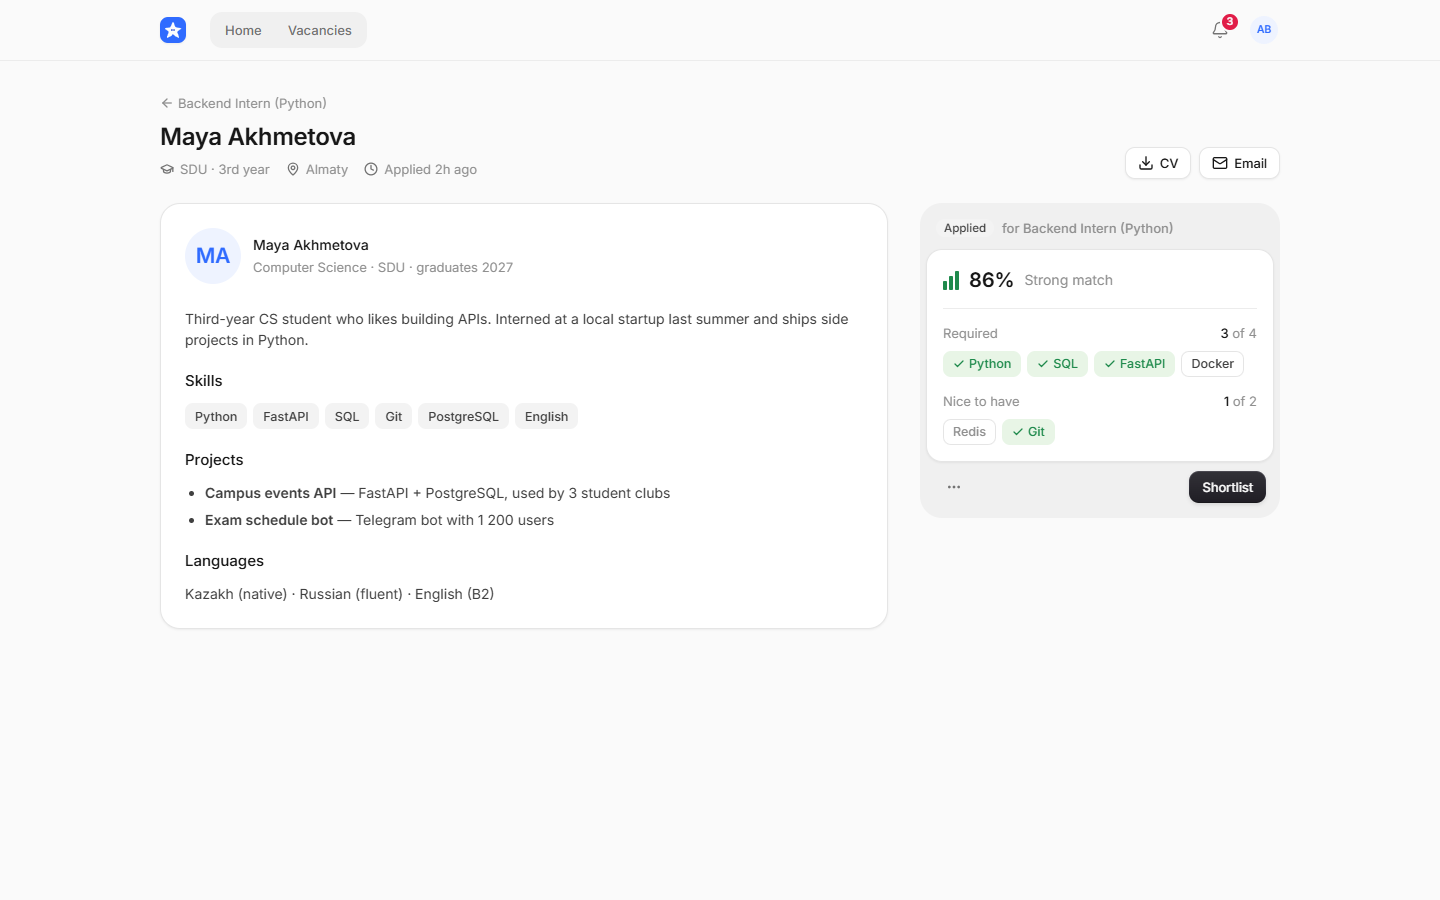 Home Vacancies 3 AB
Backend Intern (Python)
Maya Akhmetova
SDU · 3rd year Almaty Applied 2h ago
CV Email
MA
Maya Akhmetova
Computer Science · SDU · graduates 2027
Third-year CS student who likes building APIs. Interned at a local startup last summer and ships side
projects in Python.
Skills
Python FastAPI SQL Git PostgreSQL English
Projects
• Campus events API — FastAPI + PostgreSQL, used by 3 student clubs
• Exam schedule bot — Telegram bot with 1 200 users
Languages
Kazakh (native) · Russian (fluent) · English (B2)
Applied for Backend Intern (Python)
86% Strong match
Required 3 of 4
Python SQL FastAPI Docker
Nice to have 1 of 2
Redis Git
Shortlist